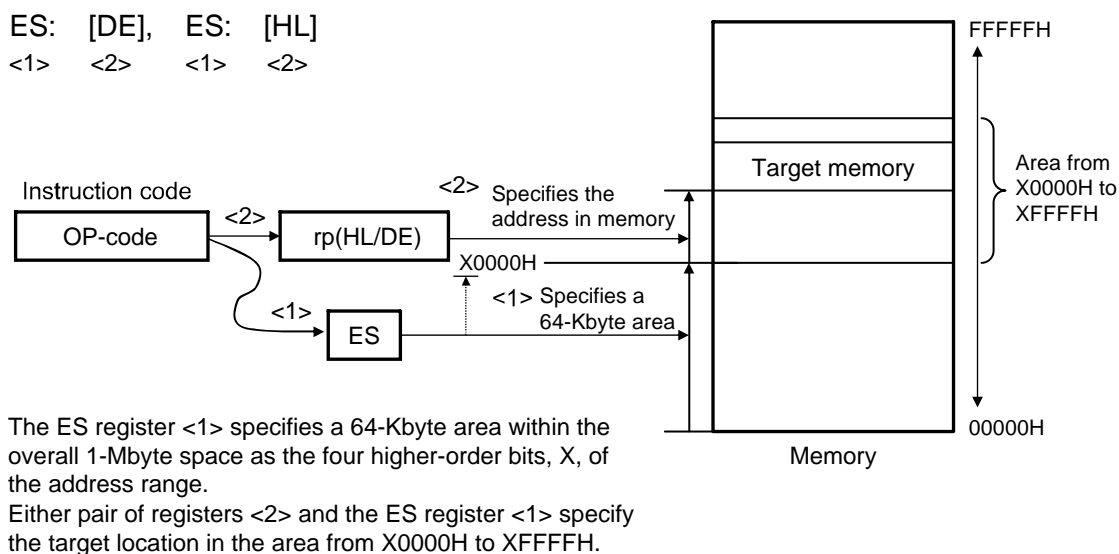 ES: [DE], ES: [HL]
<1> <2> <1> <2>
FFFFFH
Target memory
Area from
X0000H to
XFFFFH
Instruction code
OP-code
<2>
rp(HL/DE)
<2> Specifies the
address in memory
X0000H
<1>
ES
<1> Specifies a
64-Kbyte area
00000H
Memory
The ES register <1> specifies a 64-Kbyte area within the
overall 1-Mbyte space as the four higher-order bits, X, of
the address range.
Either pair of registers <2> and the ES register <1> specify
the target location in the area from X0000H to XFFFFH.